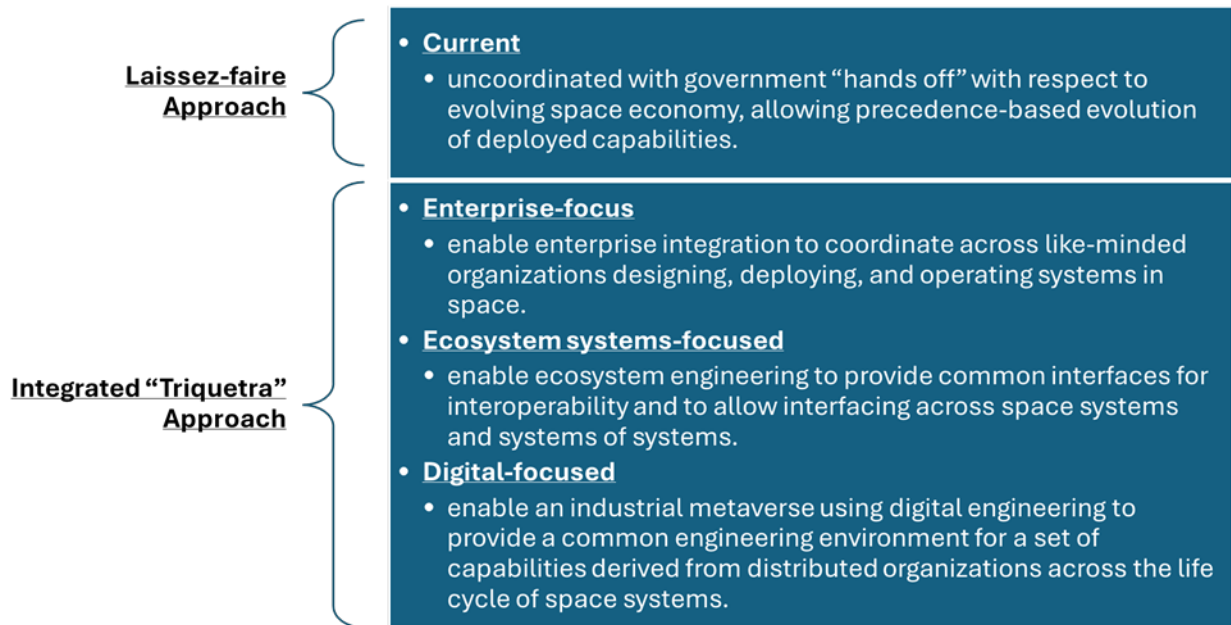 Laissez-faire
Approach
• Current
• uncoordinated with government “hands off” with respect to
evolving space economy, allowing precedence-based evolution
of deployed capabilities.
Integrated “Triquetra”
Approach
• Enterprise-focus
• enable enterprise integration to coordinate across like-minded
organizations designing, deploying, and operating systems in
space.
• Ecosystem systems-focused
• enable ecosystem engineering to provide common interfaces for
interoperability and to allow interfacing across space systems
and systems of systems.
• Digital-focused
• enable an industrial metaverse using digital engineering to
provide a common engineering environment for a set of
capabilities derived from distributed organizations across the life
cycle of space systems.